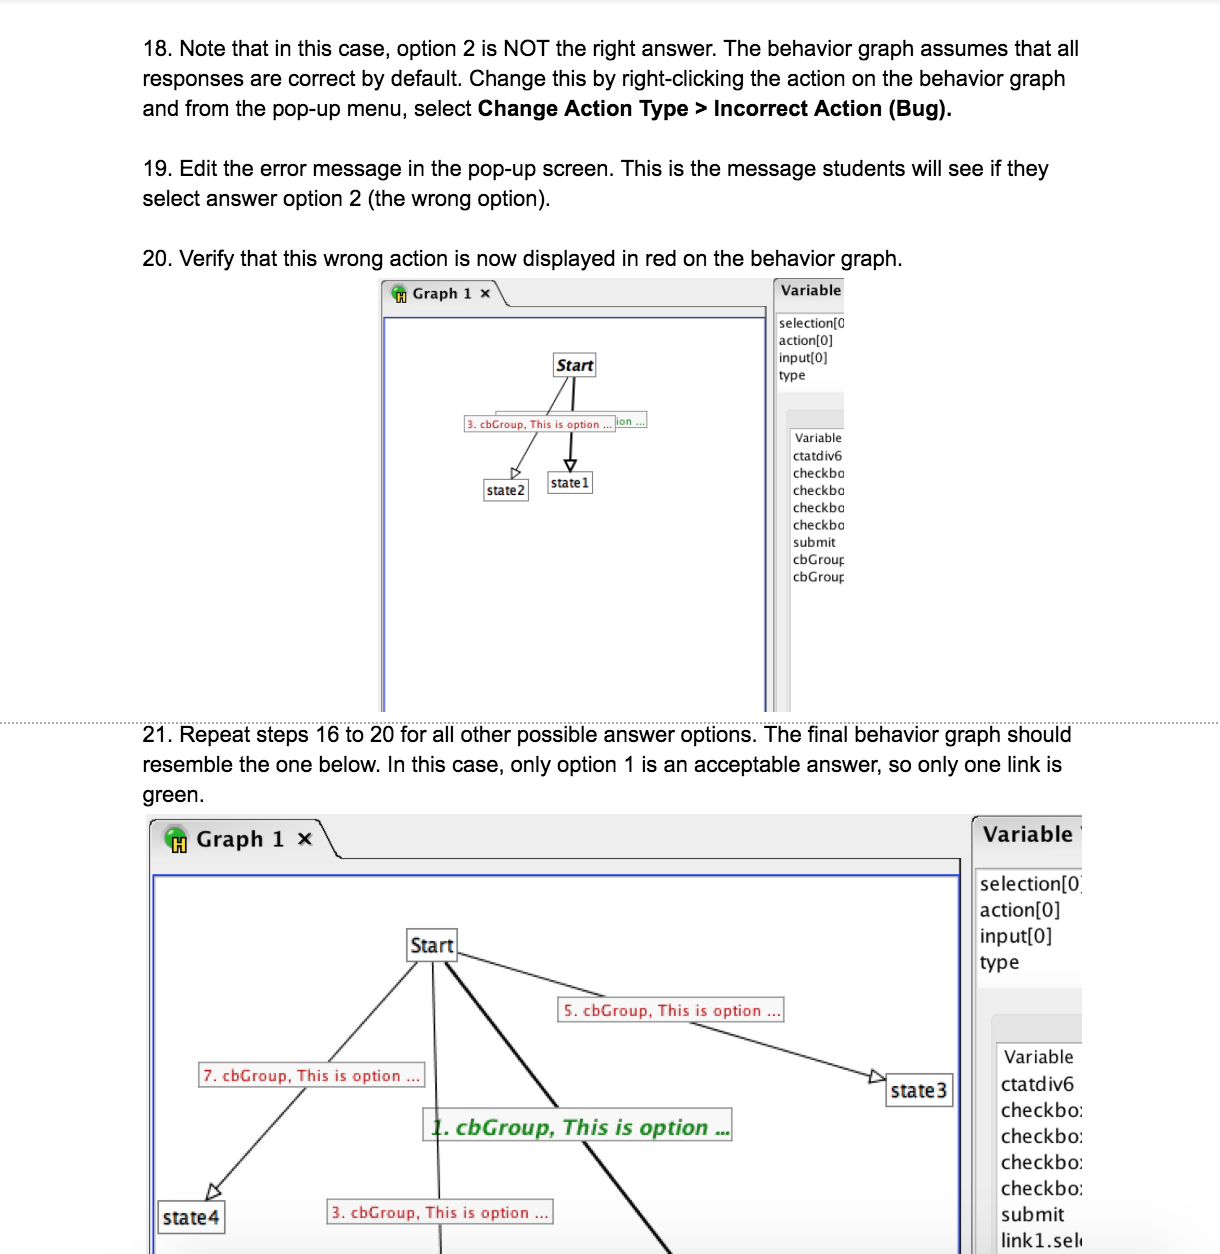 18. Note that in this case, option 2 is NOT the right answer. The behavior graph assumes that all
responses are correct by default. Change this by right-clicking the action on the behavior graph
and from the pop-up menu, select Change Action Type > Incorrect Action (Bug).
19. Edit the error message in the pop-up screen. This is the message students will see if they
select answer option 2 (the wrong option).
20. Verify that this wrong action is now displayed in red on the behavior graph.
Graph 1 x
Variable
selection[0
action[0]
input[0]
type
Start
3. cbGroup, This is option ...
ion ...
state2
state1
Variable
ctatdiv6
checkbo
checkbo
checkbo
checkbo
submit
cbGroup
cbGroup
21. Repeat steps 16 to 20 for all other possible answer options. The final behavior graph should
resemble the one below. In this case, only option 1 is an acceptable answer, so only one link is
green.
Graph 1 x
Variable
selection[0]
action[0]
input[0]
type
Start
5. cbGroup, This is option ...
7. cbGroup, This is option ...
state3
1. cbGroup, This is option ...
3. cbGroup, This is option ...
state4
Variable
ctatdiv6
checkbo
checkbo
checkbo
checkbo
submit
link1.sel